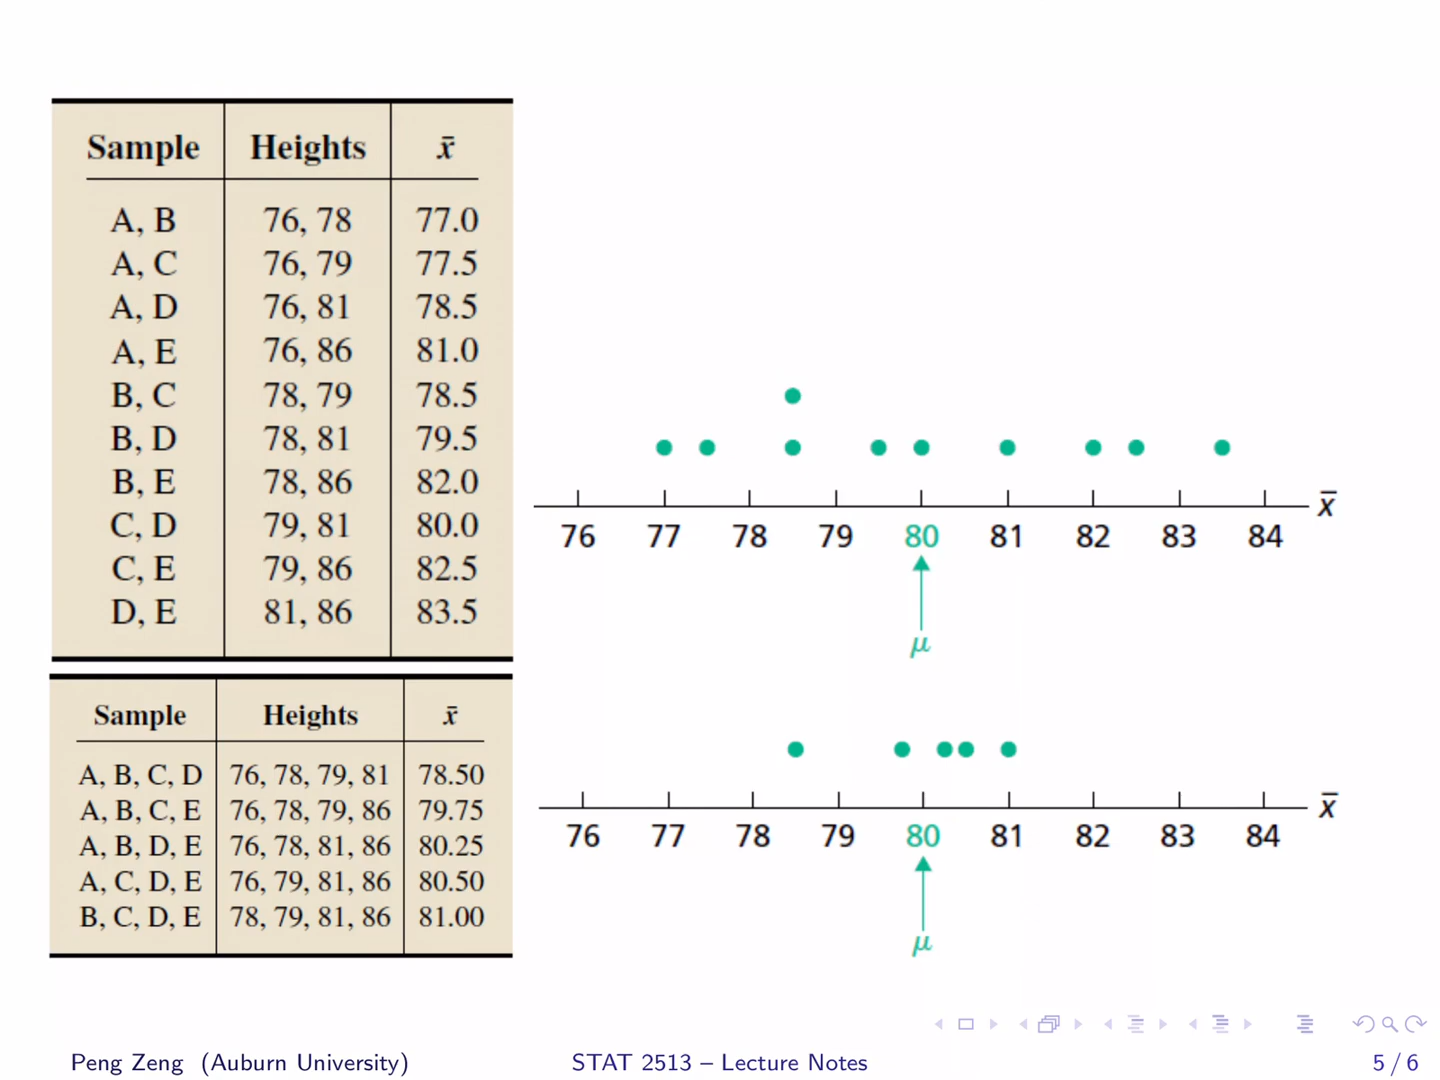 Sample Heights x̄
A, B 76, 78 77.0
A, C 76, 79 77.5
A, D 76, 81 78.5
A, E 76, 86 81.0
B, C 78, 79 78.5
B, D 78, 81 79.5
B, E 78, 86 82.0
C, D 79, 81 80.0
C, E 79, 86 82.5
D, E 81, 86 83.5
x̄
76 77 78 79 80 81 82 83 84
μ
Sample Heights x̄
A, B, C, D 76, 78, 79, 81 78.50
A, B, C, E 76, 78, 79, 86 79.75
A, B, D, E 76, 78, 81, 86 80.25
A, C, D, E 76, 79, 81, 86 80.50
B, C, D, E 78, 79, 81, 86 81.00
x̄
76 77 78 79 80 81 82 83 84
μ
Peng Zeng (Auburn University) STAT 2513 – Lecture Notes 5 / 6